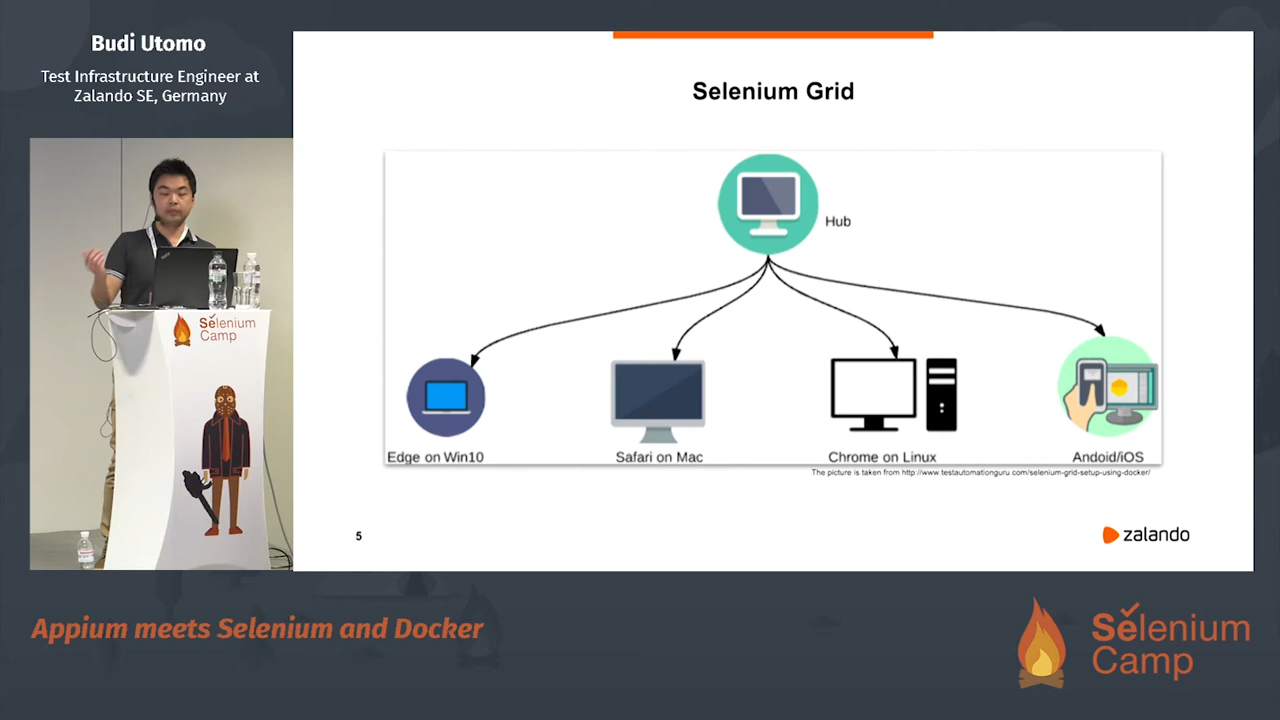 Budi Utomo
Test Infrastructure Engineer at
Zalando SE, Germany
Selenium
Camp
Selenium Grid
Hub
Edge on Win10
Safari on Mac
Chrome on Linux
Andoid/iOS
The picture is taken from http://www.testautomationguru.com/selenium-grid-setup-using-docker/
5
zalando
Appium meets Selenium and Docker
Selenium
Camp